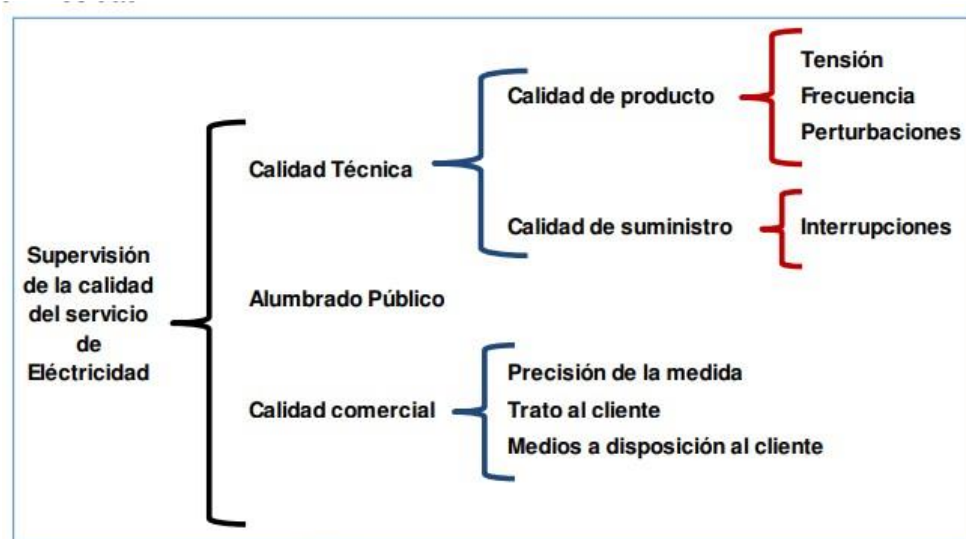 Supervisión
de la calidad
del servicio
de
Eléctricidad
Calidad Técnica
Alumbrado Público
Calidad comercial
Calidad de producto
Calidad de suministro
Tensión
Frecuencia
Perturbaciones
Interrupciones
Precisión de la medida
Trato al cliente
Medios a disposición al cliente